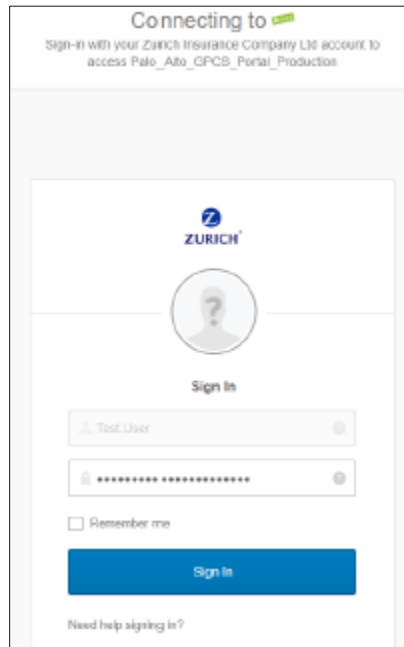 Connecting to
Sign-in with your Zurich Insurance Company Ltd account to
access Palo_Alto_GPCS_Portal_Production
ZURICH
Sign In
Test User
Remember me
Sign In
Need help signing in?